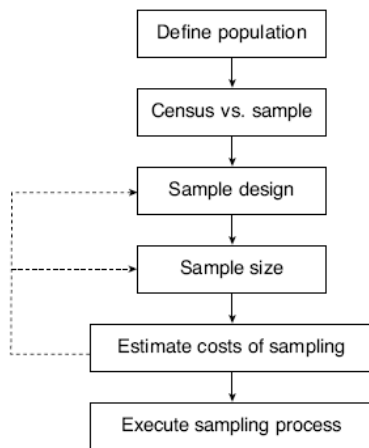 Define population
Census vs. sample
Sample design
Sample size
Estimate costs of sampling
Execute sampling process